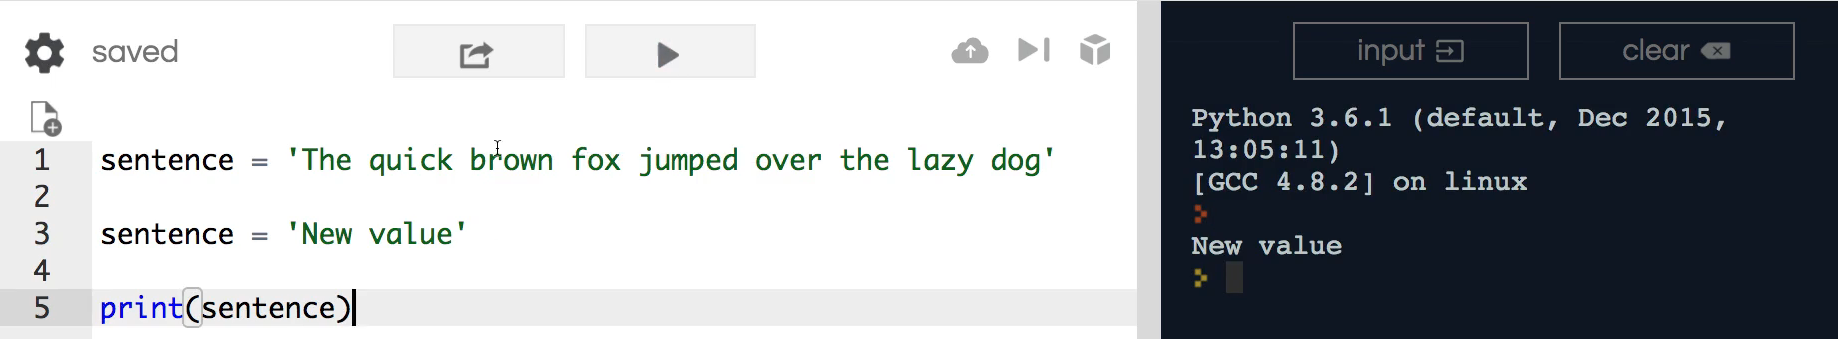 saved
1 sentence = 'The quick brown fox jumped over the lazy dog'
2
3 sentence = 'New value'
4
5 print(sentence)
input
clear
Python 3.6.1 (default, Dec 2015,
13:05:11)
[GCC 4.8.2] on linux
>
New value
>